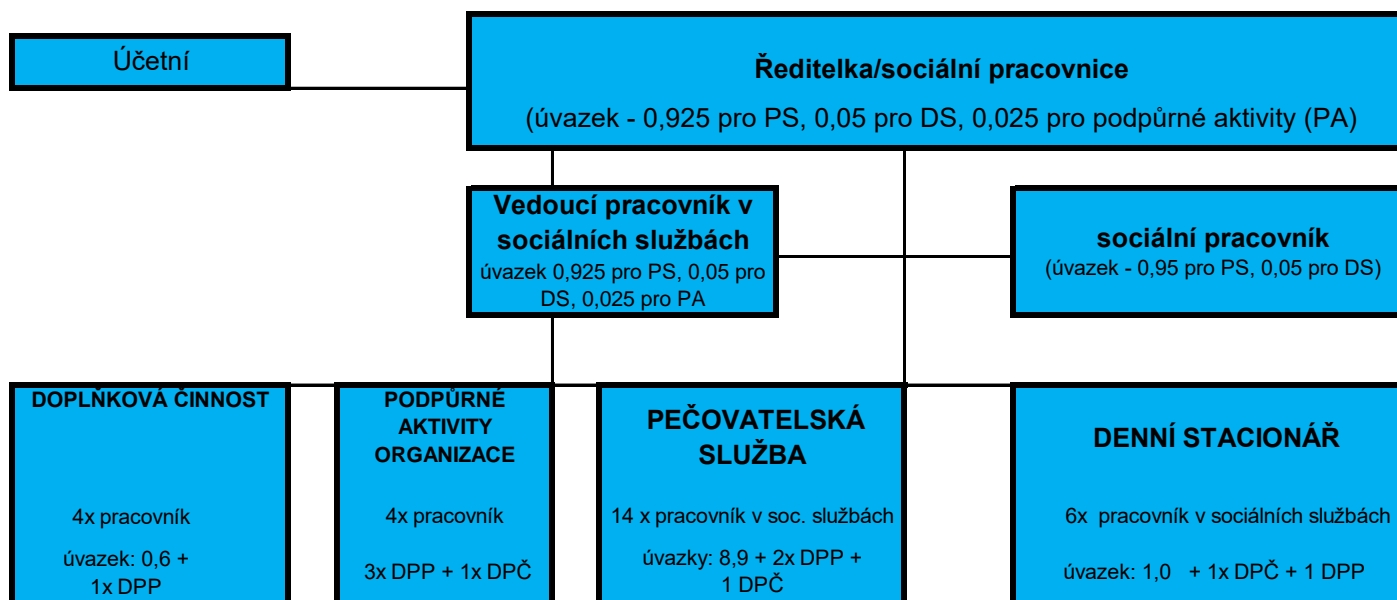 Účetní
Ředitelka/sociální pracovnice
(úvazek - 0,925 pro PS, 0,05 pro DS, 0,025 pro podpůrné aktivity (PA)
Vedoucí pracovník v
sociálních službách
úvazek 0,925 pro PS, 0,05 pro
DS, 0,025 pro PA
sociální pracovník
(úvazek - 0,95 pro PS, 0,05 pro DS)
DOPLŇKOVÁ ČINNOST
4x pracovník
úvazek: 0,6 +
1x DPP
PODPŮRNÉ
AKTIVITY
ORGANIZACE
4x pracovník
3x DPP + 1x DPČ
PEČOVATELSKÁ
SLUŽBA
14 x pracovník v soc. službách
úvazky: 8,9 + 2x DPP +
1 DPČ
DENNÍ STACIONÁŘ
6x pracovník v sociálních službách
úvazek: 1,0 + 1x DPČ + 1 DPP